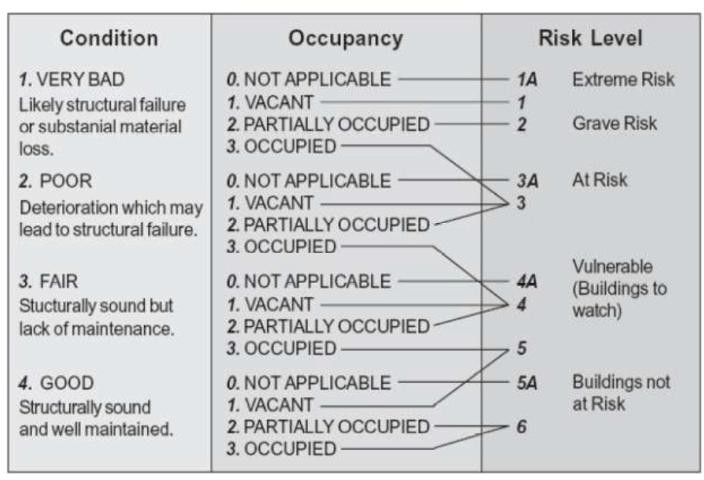 Condition
Occupancy
Risk Level
1. VERY BAD
Likely structural failure
or substanial material
loss.
0. NOT APPLICABLE
1. VACANT
2. PARTIALLY OCCUPIED
3. OCCUPIED
1A Extreme Risk
1
2 Grave Risk
2. POOR
Deterioration which may
lead to structural failure.
0. NOT APPLICABLE
1. VACANT
2. PARTIALLY OCCUPIED
3. OCCUPIED
3A At Risk
3
3. FAIR
Stucturally sound but
lack of maintenance.
0. NOT APPLICABLE
1. VACANT
2. PARTIALLY OCCUPIED
3. OCCUPIED
4A
4
5
Vulnerable
(Buildings to
watch)
4. GOOD
Structurally sound
and well maintained.
0. NOT APPLICABLE
1. VACANT
2. PARTIALLY OCCUPIED
3. OCCUPIED
5A
6
Buildings not
at Risk